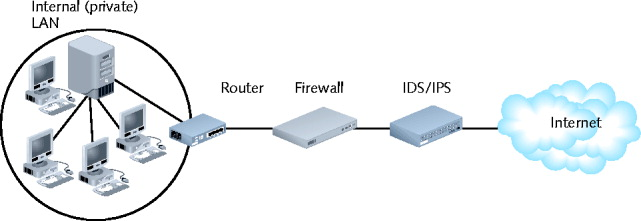 Internal (private)
LAN
Router
Firewall
IDS/IPS
Internet